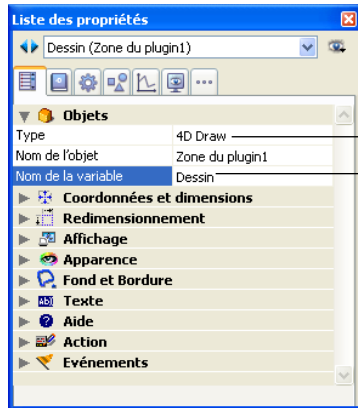 Liste des propriétés
Dessin (Zone du plugin1)
Objets
Type 4D Draw
Nom de l'objet Zone du plugin1
Nom de la variable Dessin
Coordonnées et dimensions
Redimensionnement
Affichage
Apparence
Fond et Bordure
Texte
Aide
Action
Evénements